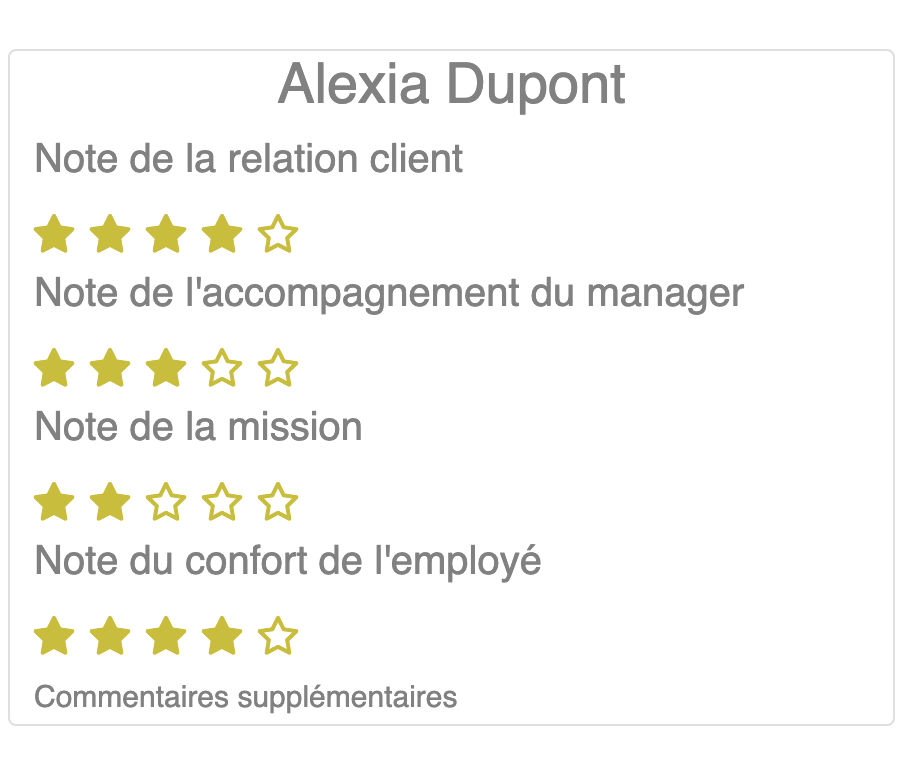 Alexia Dupont
Note de la relation client
Note de l'accompagnement du manager
Note de la mission
Note du confort de l'employé
Commentaires supplémentaires